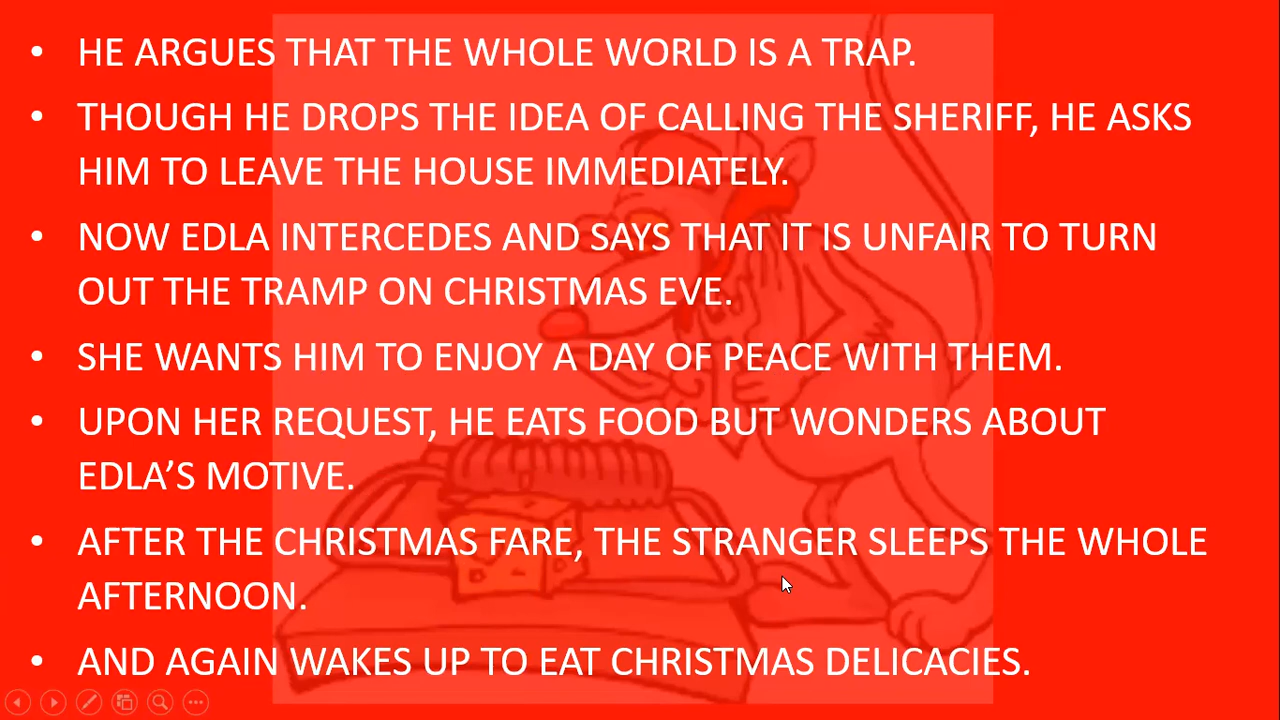 • HE ARGUES THAT THE WHOLE WORLD IS A TRAP.
• THOUGH HE DROPS THE IDEA OF CALLING THE SHERIFF, HE ASKS
HIM TO LEAVE THE HOUSE IMMEDIATELY.
• NOW EDLA INTERCEDES AND SAYS THAT IT IS UNFAIR TO TURN
OUT THE TRAMP ON CHRISTMAS EVE.
• SHE WANTS HIM TO ENJOY A DAY OF PEACE WITH THEM.
• UPON HER REQUEST, HE EATS FOOD BUT WONDERS ABOUT
EDLA’S MOTIVE.
• AFTER THE CHRISTMAS FARE, THE STRANGER SLEEPS THE WHOLE
AFTERNOON.
• AND AGAIN WAKES UP TO EAT CHRISTMAS DELICACIES.